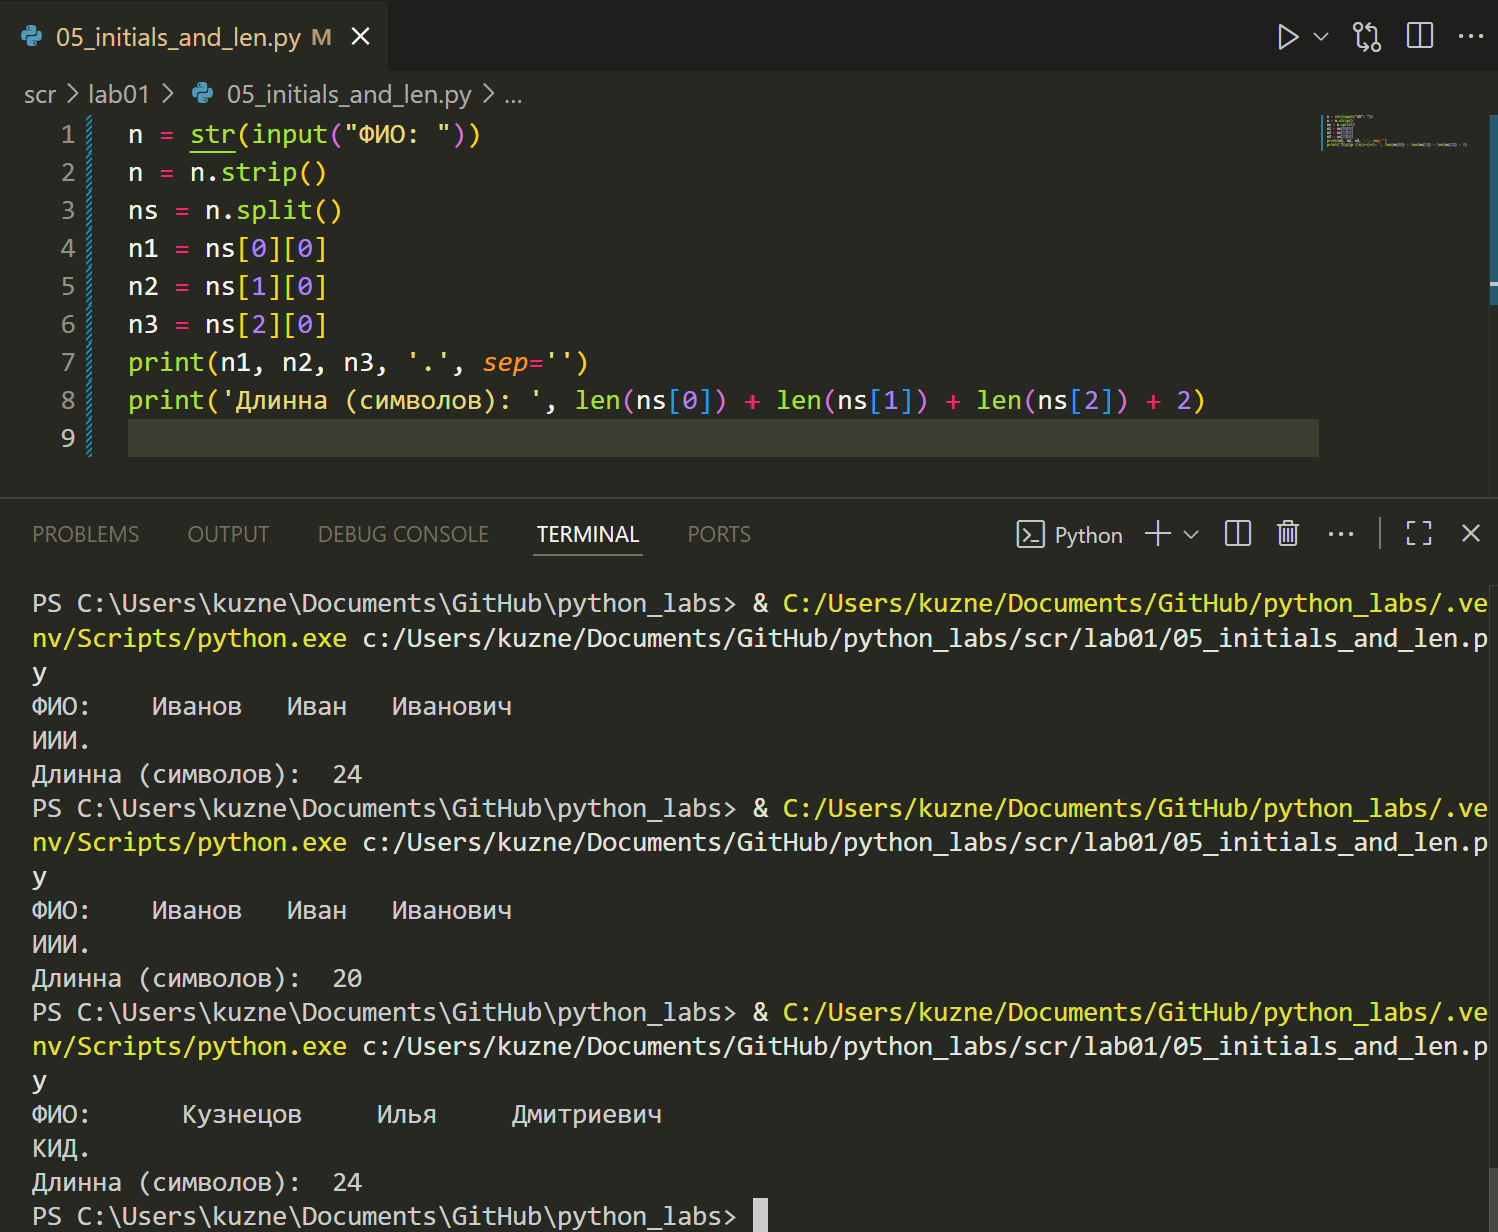 05_initials_and_len.py M
scr > lab01 > 05_initials_and_len.py > ...
1 n = str(input("ФИО: "))
2 n = n.strip()
3 ns = n.split()
4 n1 = ns[0][0]
5 n2 = ns[1][0]
6 n3 = ns[2][0]
7 print(n1, n2, n3, '.', sep='')
8 print('Длинна (символов): ', len(ns[0]) + len(ns[1]) + len(ns[2]) + 2)
9
PROBLEMS OUTPUT DEBUG CONSOLE TERMINAL PORTS Python
PS C:\Users\kuzne\Documents\GitHub\python_labs> & C:/Users/kuzne/Documents/GitHub/python_labs/.ve
nv/Scripts/python.exe c:/Users/kuzne/Documents/GitHub/python_labs/scr/lab01/05_initials_and_len.p
y
ФИО:    Иванов   Иван   Иванович
ИИИ.
Длинна (символов):  24
PS C:\Users\kuzne\Documents\GitHub\python_labs> & C:/Users/kuzne/Documents/GitHub/python_labs/.ve
nv/Scripts/python.exe c:/Users/kuzne/Documents/GitHub/python_labs/scr/lab01/05_initials_and_len.p
y
ФИО:    Иванов   Иван   Иванович
ИИИ.
Длинна (символов):  20
PS C:\Users\kuzne\Documents\GitHub\python_labs> & C:/Users/kuzne/Documents/GitHub/python_labs/.ve
nv/Scripts/python.exe c:/Users/kuzne/Documents/GitHub/python_labs/scr/lab01/05_initials_and_len.p
y
ФИО:      Кузнецов     Илья     Дмитриевич
КИД.
Длинна (символов):  24
PS C:\Users\kuzne\Documents\GitHub\python_labs>